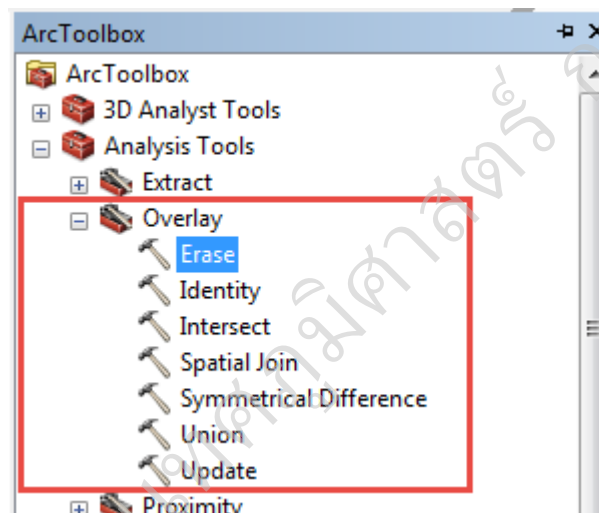 ArcToolbox
ArcToolbox
3D Analyst Tools
Analysis Tools
Extract
Overlay
Erase
Identity
Intersect
Spatial Join
Symmetrical Difference
Union
Update
Proximity